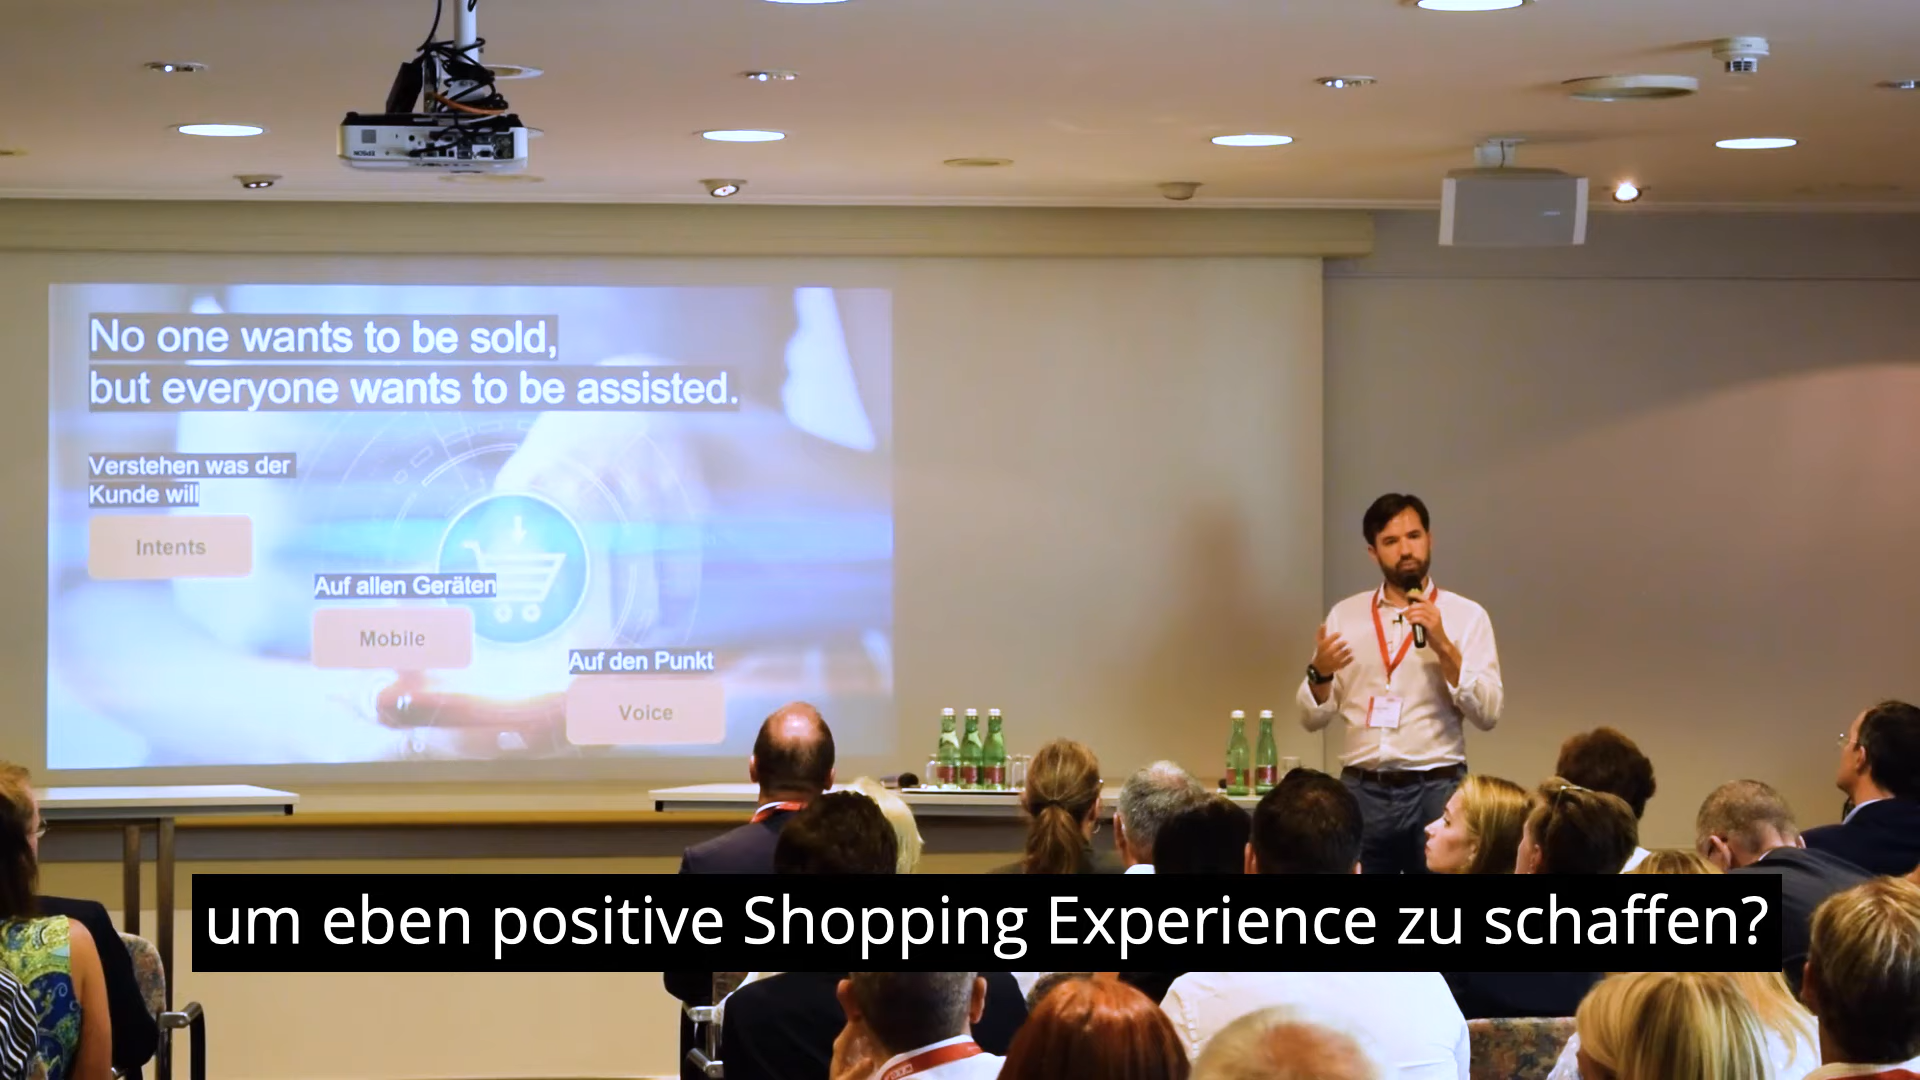 No one wants to be sold,
but everyone wants to be assisted.
Verstehen was der
Kunde will
Intents
Auf allen Geräten
Mobile
Auf den Punkt
Voice
um eben positive Shopping Experience zu schaffen?